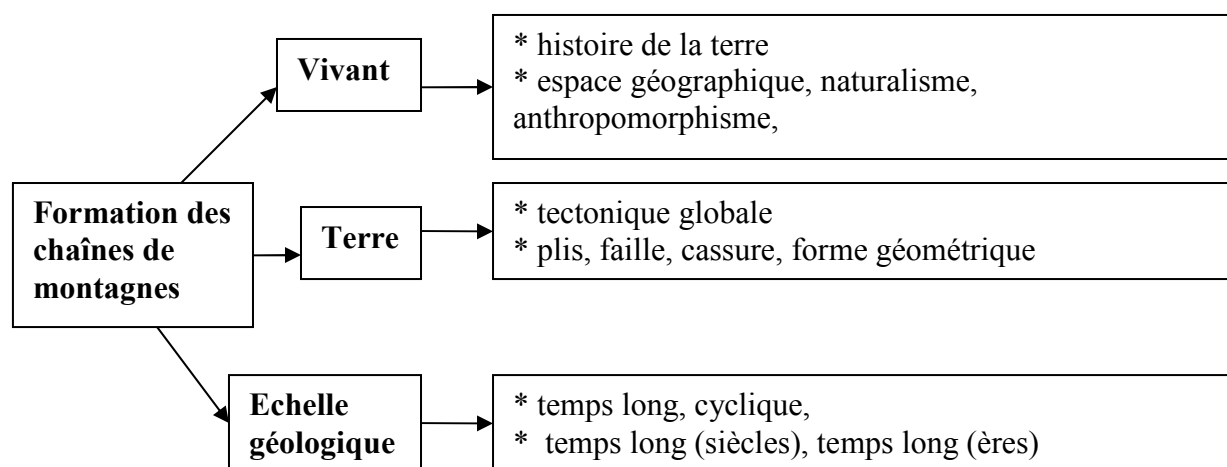 Vivant
* histoire de la terre
* espace géographique, naturalisme,
anthropomorphisme,
Formation des
chaînes de
montagnes
Terre
* tectonique globale
* plis, faille, cassure, forme géométrique
Echelle
géologique
* temps long, cyclique,
* temps long (siècles), temps long (ères)